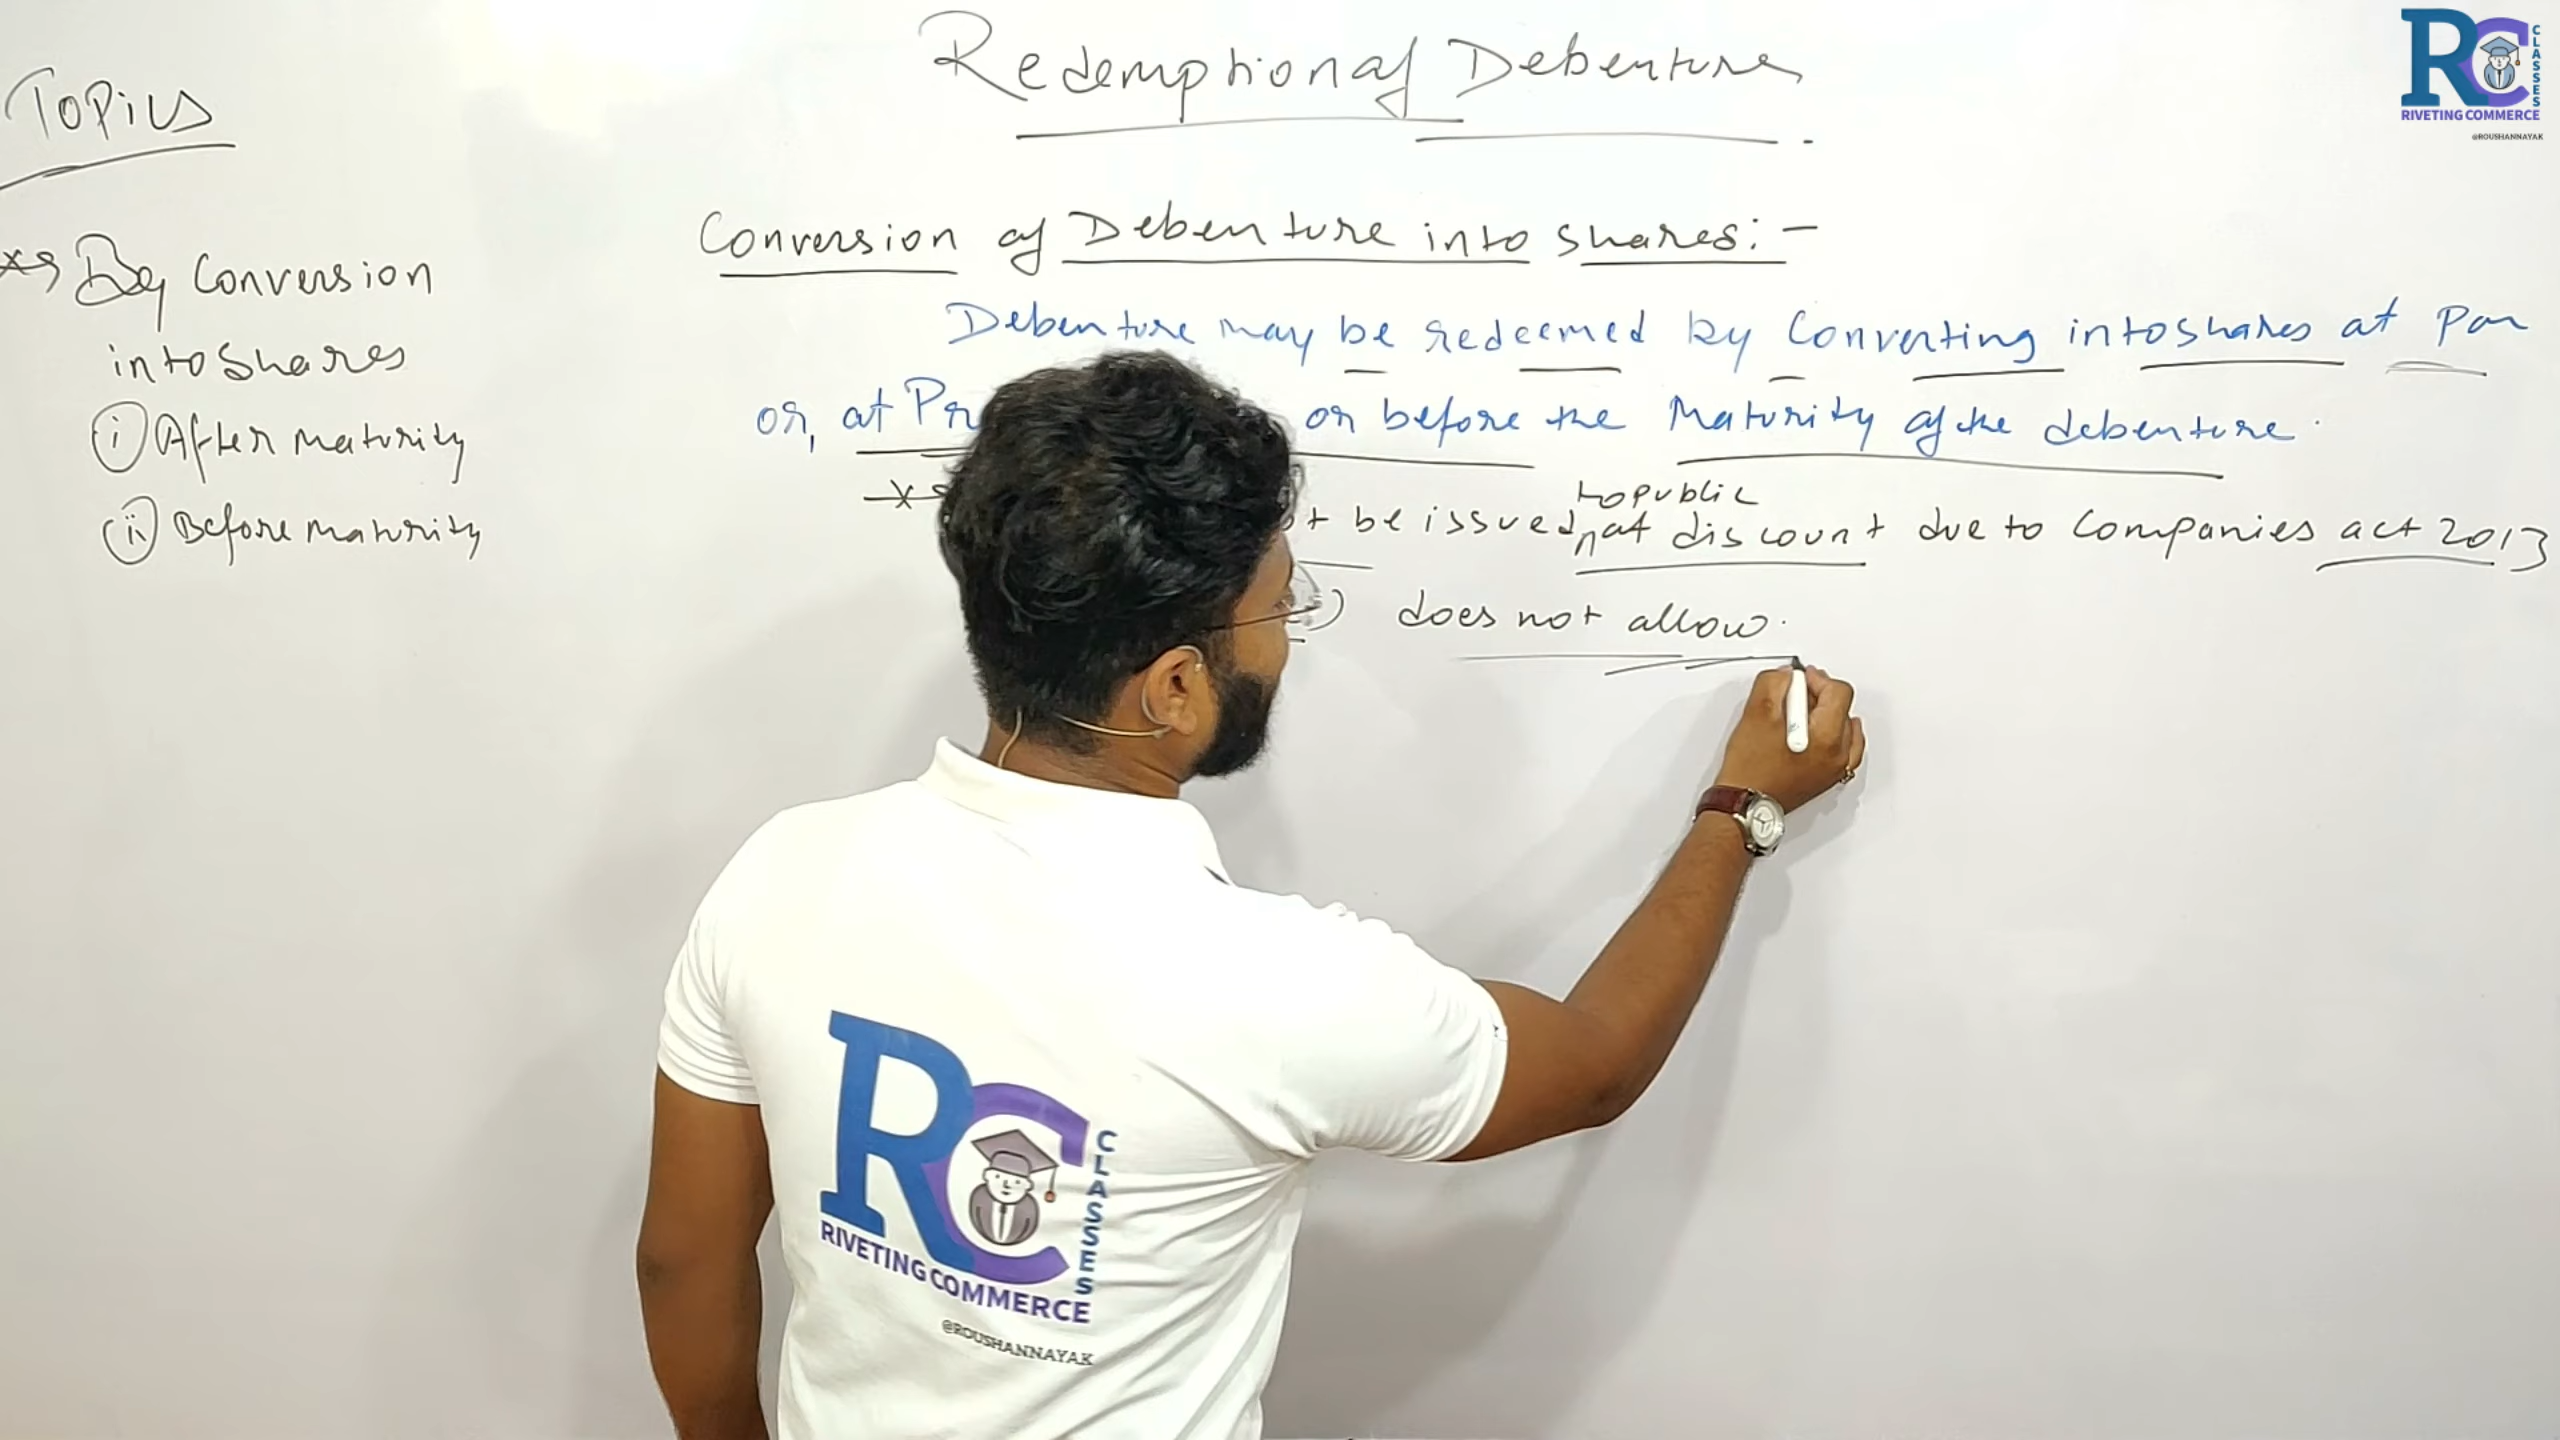 Redemption of Debentures
Topics
Conversion of Debenture into shares:-
By Conversion
into Shares
(i) After maturity
(ii) Before maturity
Debenture may be redeemed by Converting into shares at Par
or, at on before the Maturity of the debenture.
be issued at discount due to Companies act 2013
to public
does not allow.
RC CLASSES
RIVETING COMMERCE
@ROUSHANNAYAK
RC CLASSES
RIVETING COMMERCE
@ROUSHANNAYAK